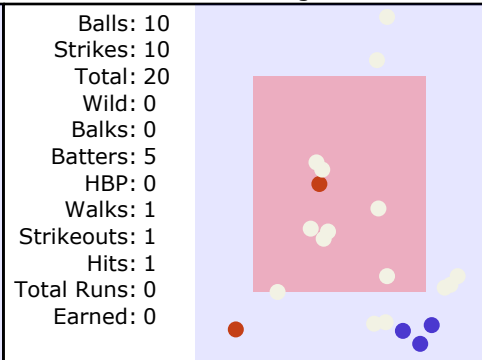 Balls: 10
Strikes: 10
Total: 20
Wild: 0
Balks: 0
Batters: 5
HBP: 0
Walks: 1
Strikeouts: 1
Hits: 1
Total Runs: 0
Earned: 0